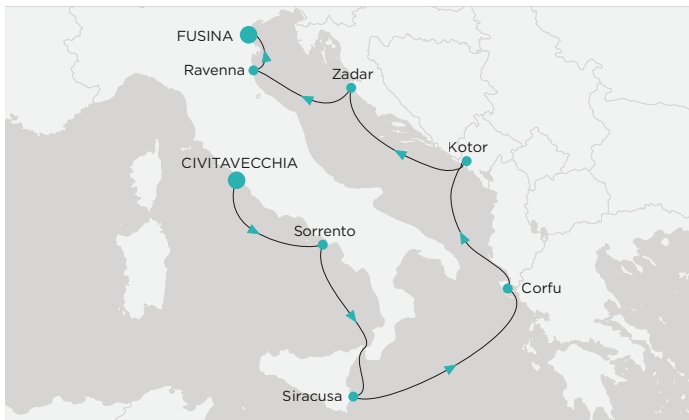 FUSINA
Ravenna
Zadar
Kotor
CIVITAVECCHIA
Sorrento
Corfu
Siracusa